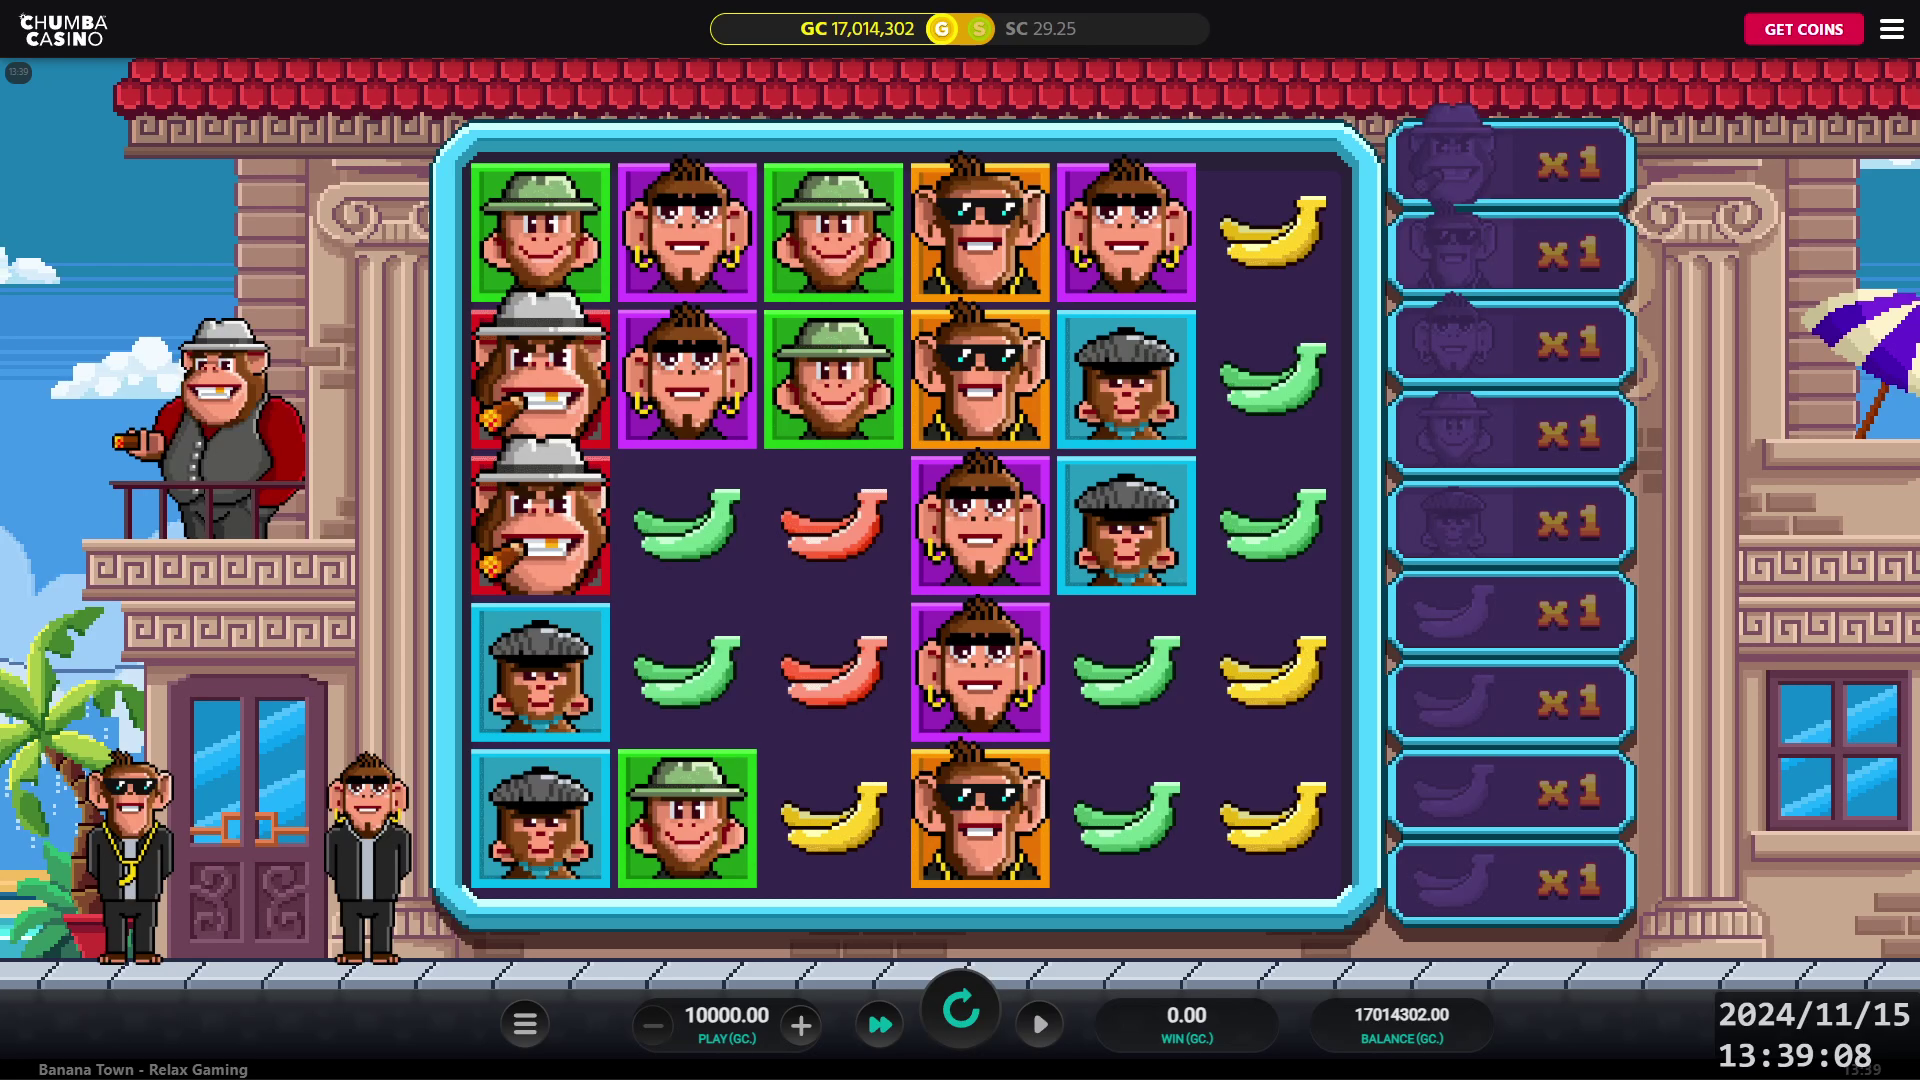 CHUMBA
CASINO
GC 17,014,302
G
S
SC 29.25
GET COINS
13:39
x1
x1
x1
x1
x1
x1
x1
x1
x1
10000.00
PLAY (GC.)
0.00
WIN (GC.)
17014302.00
BALANCE (GC.)
2024/11/15
13:39:08
13:39
Banana Town - Relax Gaming